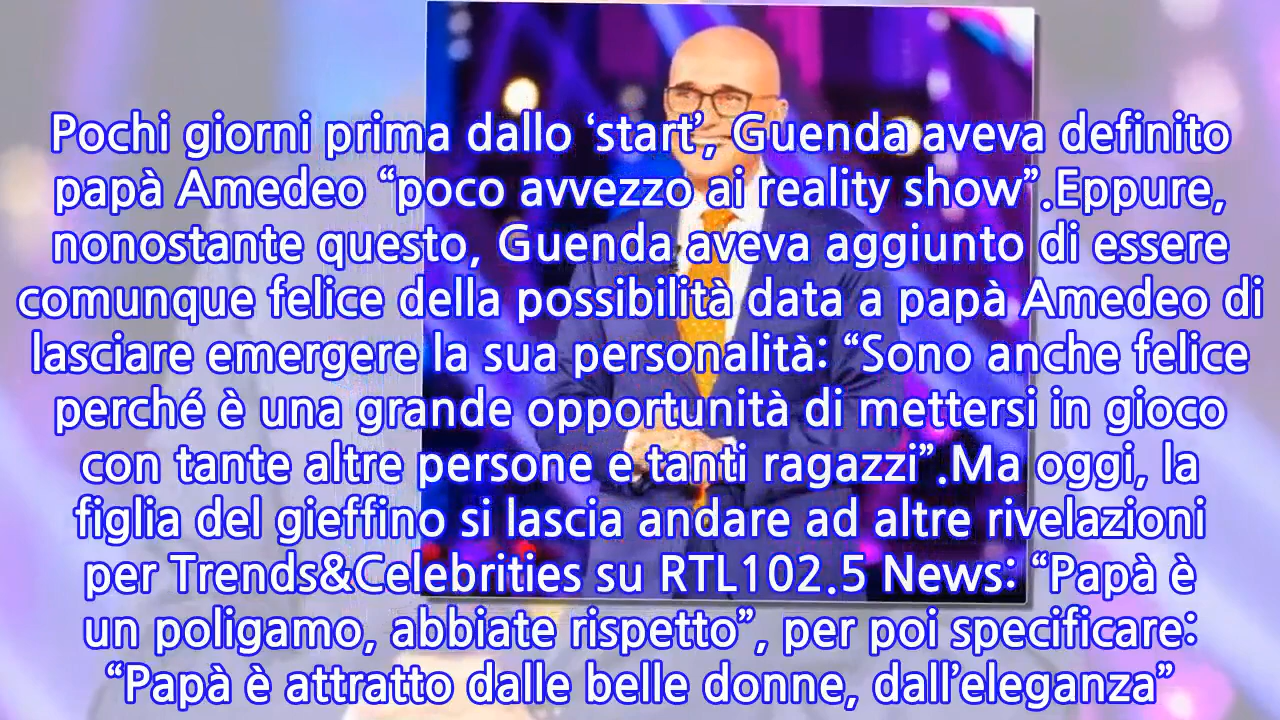 Pochi giorni prima dallo ‘start’, Guenda aveva definito
papà Amedeo “poco avvezzo ai reality show”.Eppure,
nonostante questo, Guenda aveva aggiunto di essere
comunque felice della possibilità data a papà Amedeo di
lasciare emergere la sua personalità: “Sono anche felice
perché è una grande opportunità di mettersi in gioco
con tante altre persone e tanti ragazzi”.Ma oggi, la
figlia del gieffino si lascia andare ad altre rivelazioni
per Trends&Celebrities su RTL102.5 News: “Papà è
un poligamo, abbiate rispetto”, per poi specificare:
“Papà è attratto dalle belle donne, dall’eleganza”